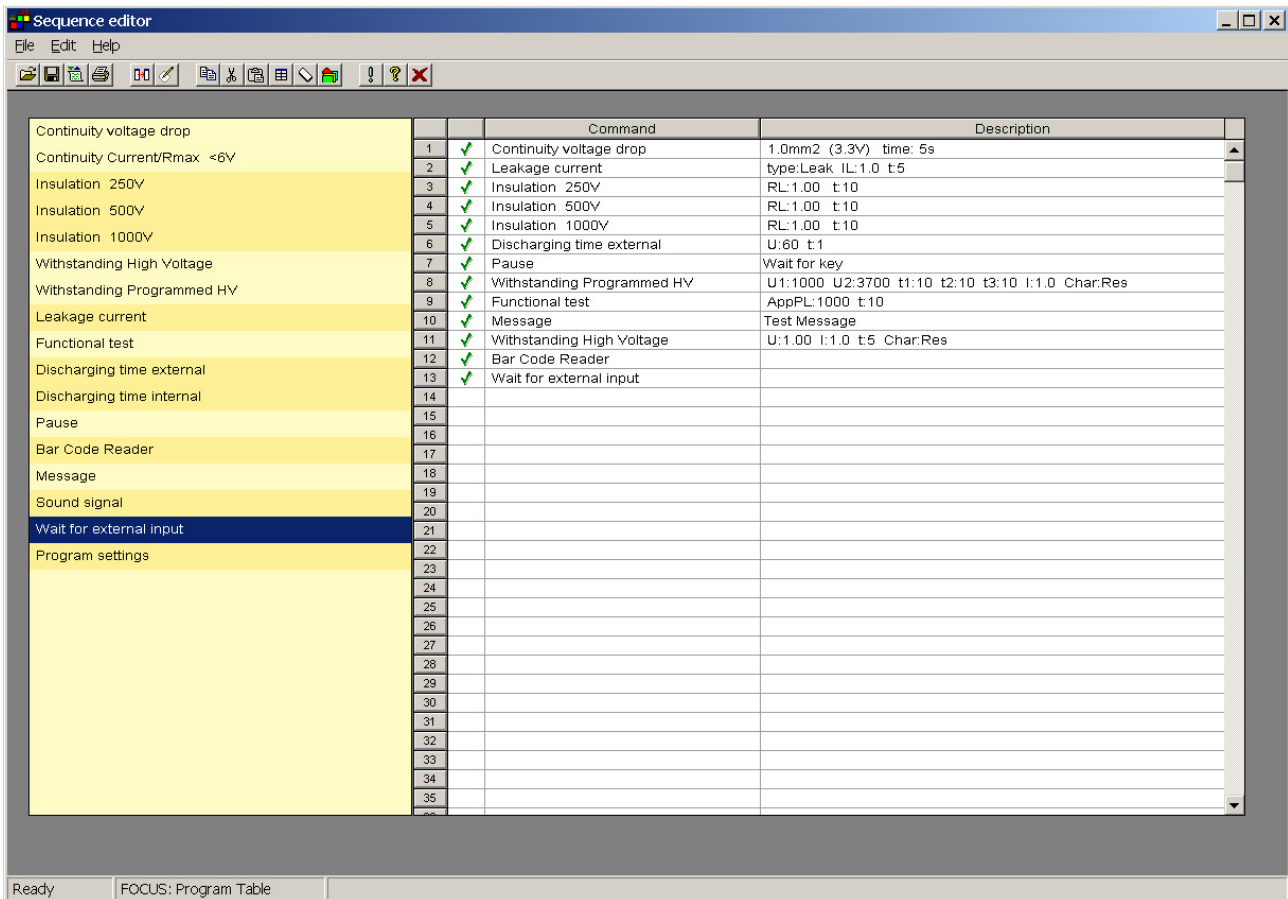 Sequence editor
File Edit Help
Continuity voltage drop
Continuity Current/Rmax <6V
Insulation 250V
Insulation 500V
Insulation 1000V
Withstanding High Voltage
Withstanding Programmed HV
Leakage current
Functional test
Discharging time external
Discharging time internal
Pause
Bar Code Reader
Message
Sound signal
Wait for external input
Program settings
Command Description
1 Continuity voltage drop 1.0mm2 (3.3V) time: 5s
2 Leakage current type:Leak IL:1.0 t:5
3 Insulation 250V RL:1.00 t:10
4 Insulation 500V RL:1.00 t:10
5 Insulation 1000V RL:1.00 t:10
6 Discharging time external U:60 t:1
7 Pause Wait for key
8 Withstanding Programmed HV U1:1000 U2:3700 t1:10 t2:10 t3:10 I:1.0 Char:Res
9 Functional test AppPL:1000 t:10
10 Message Test Message
11 Withstanding High Voltage U:1.00 I:1.0 t:5 Char:Res
12 Bar Code Reader
13 Wait for external input
14
15
16
17
18
19
20
21
22
23
24
25
26
27
28
29
30
31
32
33
34
35
Ready FOCUS: Program Table